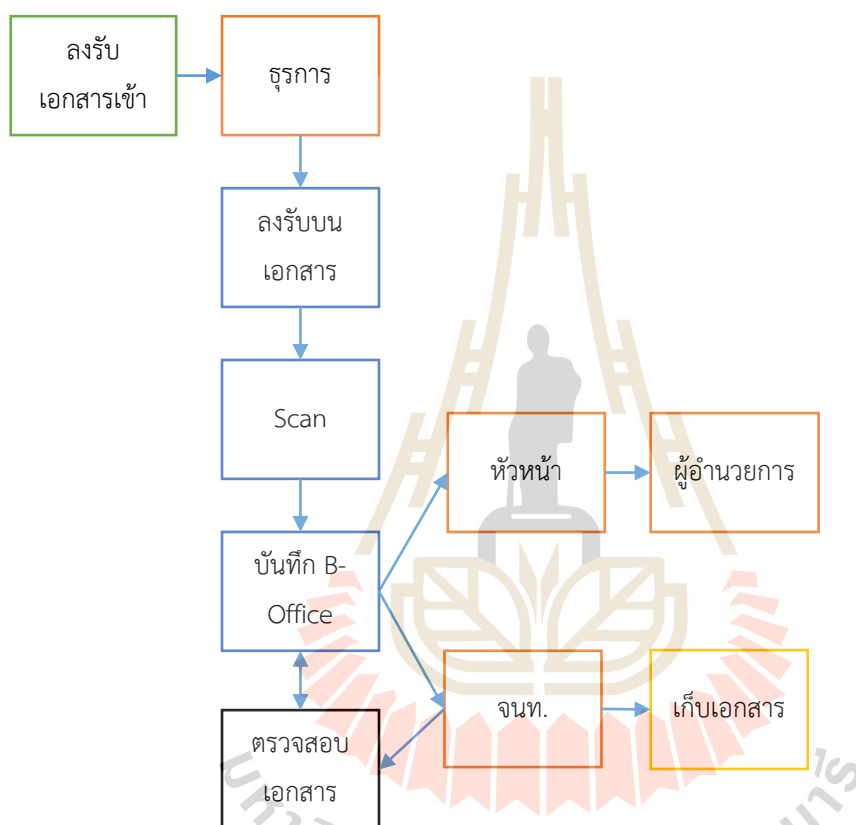 ลงรับ
เอกสารเข้า
ธุรการ
ลงรับบน
เอกสาร
Scan
หัวหน้า
ผู้อำนวยการ
บันทึก B-
Office
จนท.
เก็บเอกสาร
ตรวจสอบ
เอกสาร